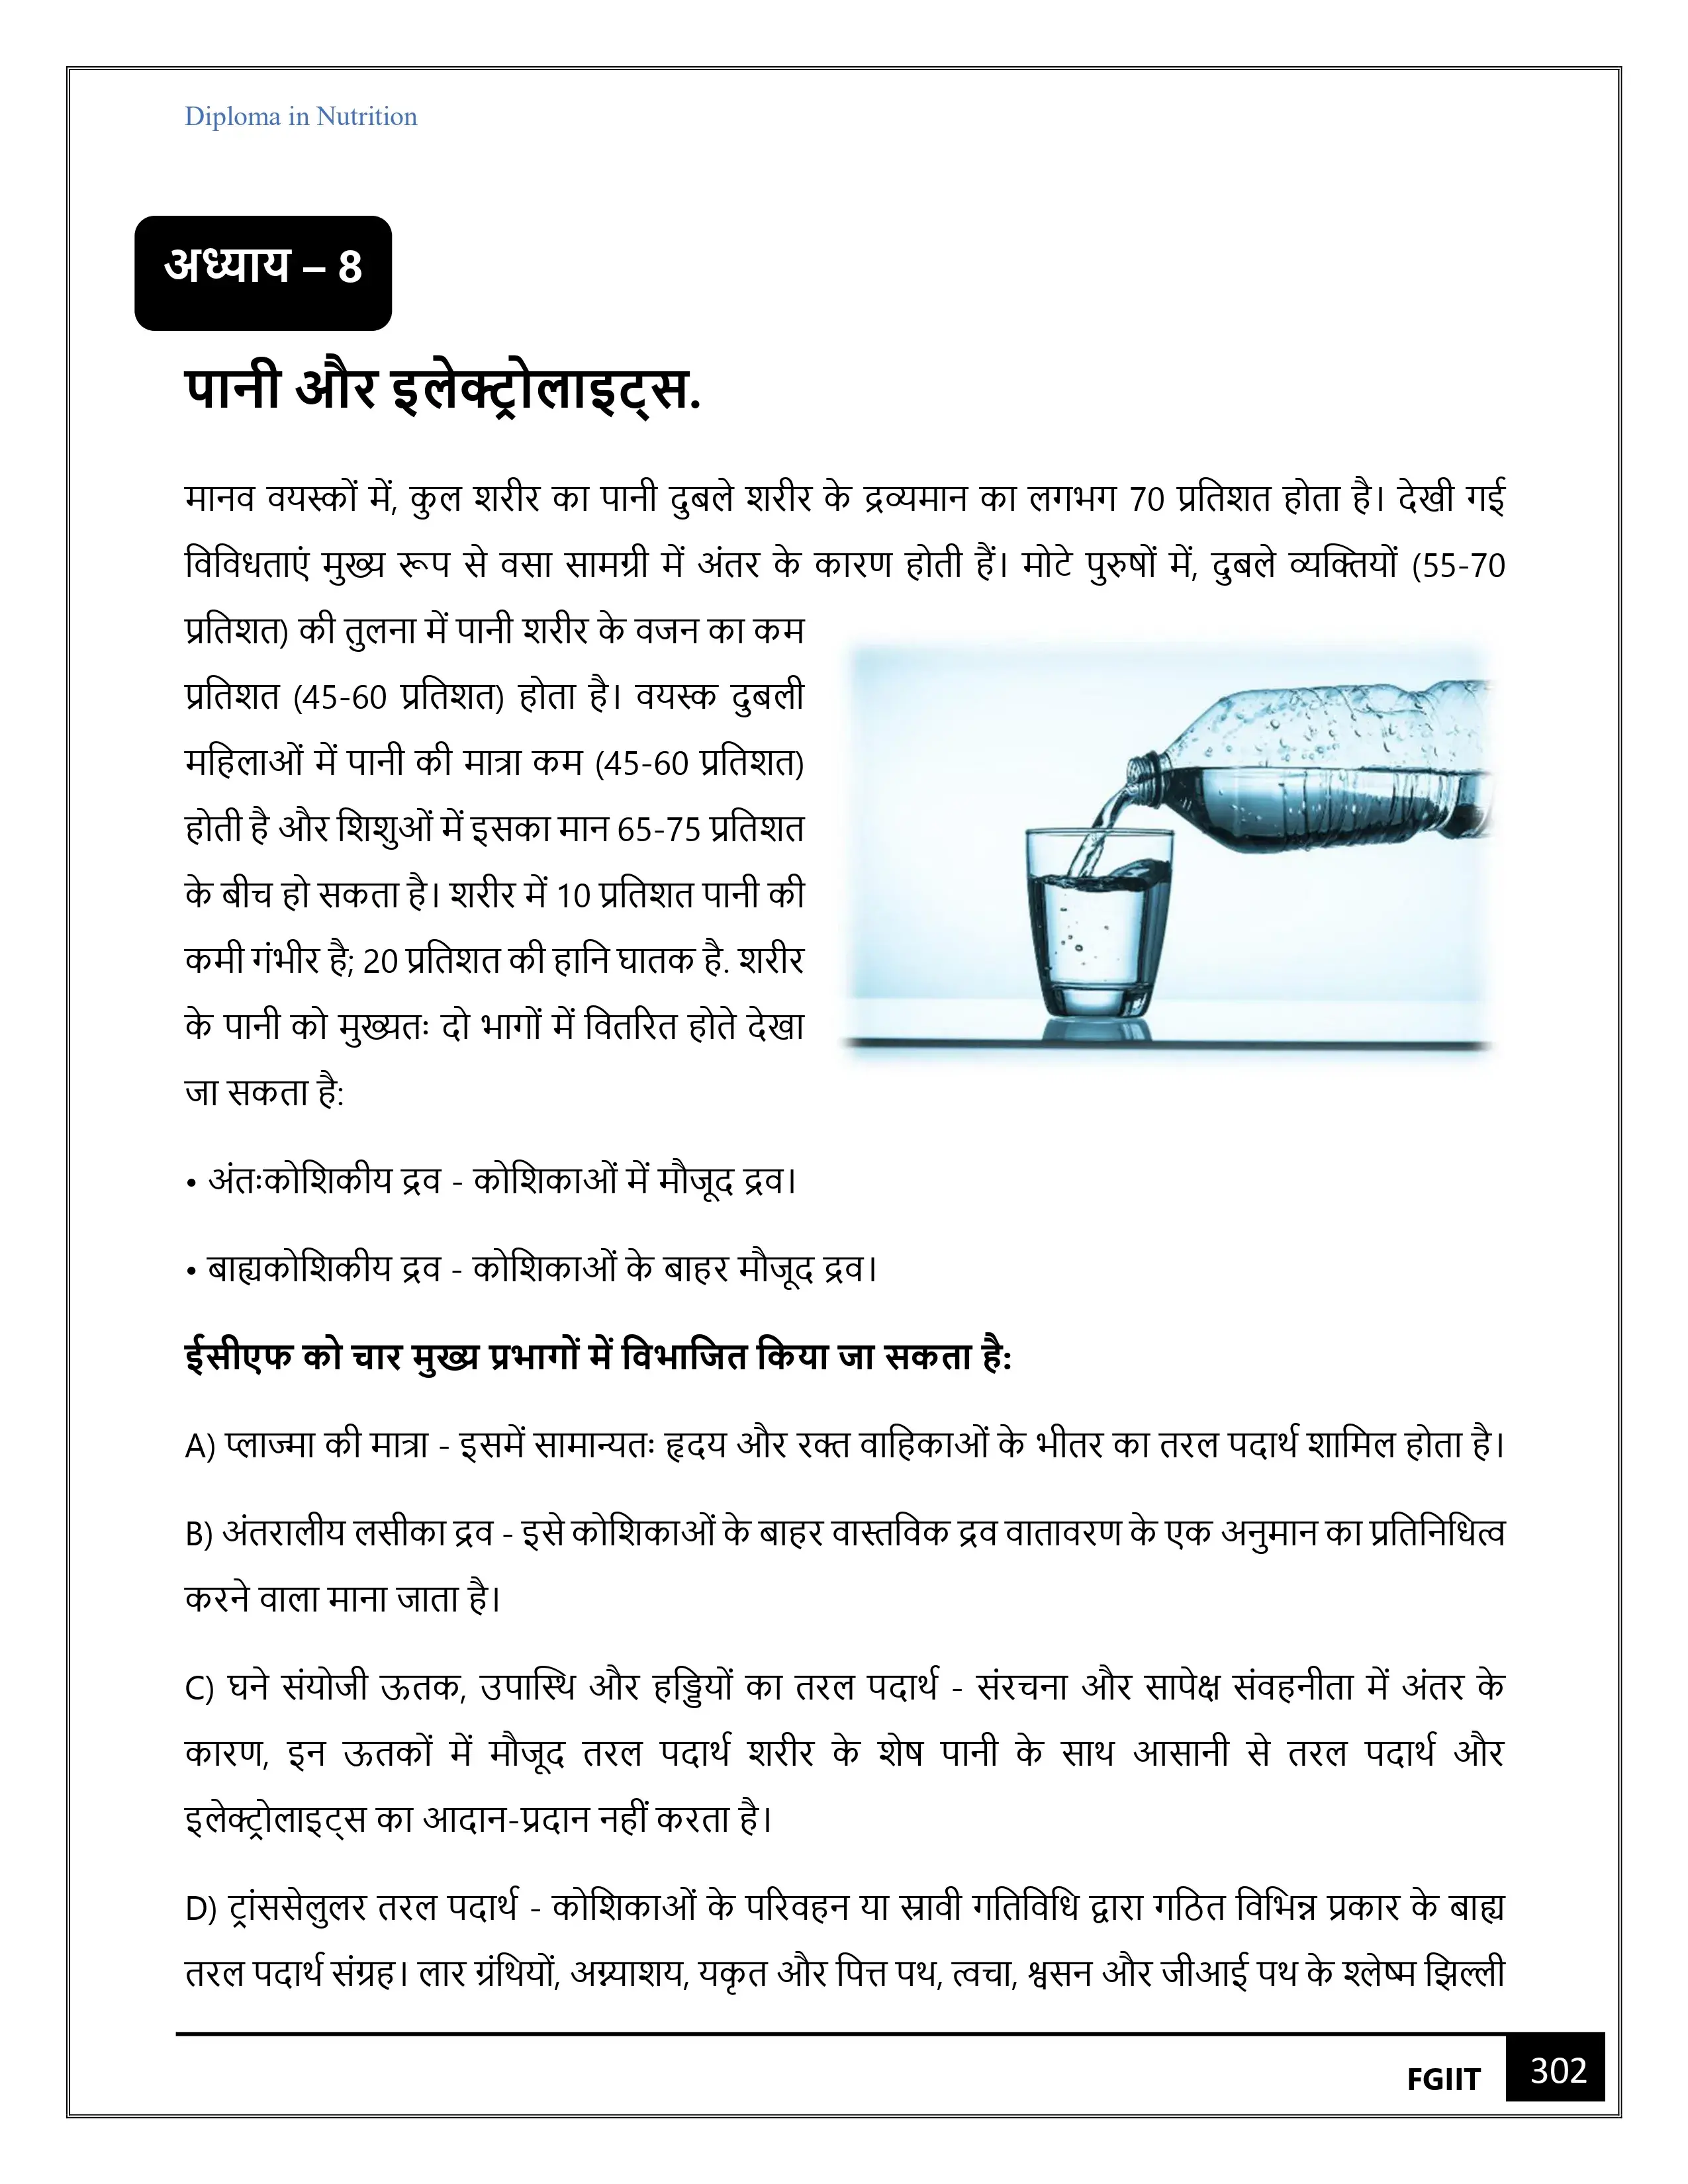 Diploma in Nutrition
अध्याय – 8
पानी और इलेक्ट्रोलाइट्स.
मानव वयस्कों में, कुल शरीर का पानी दुबले शरीर के द्रव्यमान का लगभग 70 प्रतिशत होता है। देखी गई
विविधताएं मुख्य रूप से वसा सामग्री में अंतर के कारण होती हैं। मोटे पुरुषों में, दुबले व्यक्तियों (55-70
प्रतिशत) की तुलना में पानी शरीर के वजन का कम
प्रतिशत (45-60 प्रतिशत) होता है। वयस्क दुबली
महिलाओं में पानी की मात्रा कम (45-60 प्रतिशत)
होती है और शिशुओं में इसका मान 65-75 प्रतिशत
के बीच हो सकता है। शरीर में 10 प्रतिशत पानी की
कमी गंभीर है; 20 प्रतिशत की हानि घातक है. शरीर
के पानी को मुख्यतः दो भागों में वितरित होते देखा
जा सकता है:
• अंतःकोशिकीय द्रव - कोशिकाओं में मौजूद द्रव।
• बाह्यकोशिकीय द्रव - कोशिकाओं के बाहर मौजूद द्रव।
ईसीएफ को चार मुख्य प्रभागों में विभाजित किया जा सकता है:
A) प्लाज्मा की मात्रा - इसमें सामान्यतः हृदय और रक्त वाहिकाओं के भीतर का तरल पदार्थ शामिल होता है।
B) अंतरालीय लसीका द्रव - इसे कोशिकाओं के बाहर वास्तविक द्रव वातावरण के एक अनुमान का प्रतिनिधित्व
करने वाला माना जाता है।
C) घने संयोजी ऊतक, उपास्थि और हड्डियों का तरल पदार्थ - संरचना और सापेक्ष संवहनीता में अंतर के
कारण, इन ऊतकों में मौजूद तरल पदार्थ शरीर के शेष पानी के साथ आसानी से तरल पदार्थ और
इलेक्ट्रोलाइट्स का आदान-प्रदान नहीं करता है।
D) ट्रांससेलुलर तरल पदार्थ - कोशिकाओं के परिवहन या स्रावी गतिविधि द्वारा गठित विभिन्न प्रकार के बाह्य
तरल पदार्थ संग्रह। लार ग्रंथियों, अग्न्याशय, यकृत और पित्त पथ, त्वचा, श्वसन और जीआई पथ के श्लेष्म झिल्ली
FGIIT
302